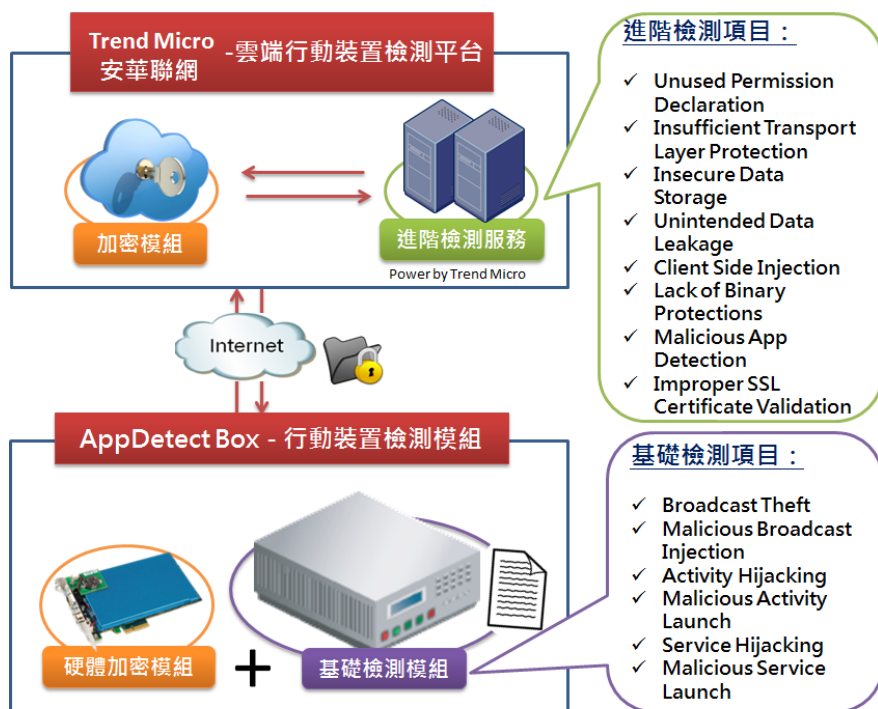 Trend Micro
安華聯網
-雲端行動裝置檢測平台
加密模組
進階檢測服務
Power by Trend Micro
進階檢測項目：
✓ Unused Permission
Declaration
✓ Insufficient Transport
Layer Protection
✓ Insecure Data
Storage
✓ Unintended Data
Leakage
✓ Client Side Injection
✓ Lack of Binary
Protections
✓ Malicious App
Detection
✓ Improper SSL
Certificate Validation
Internet
AppDetect Box - 行動裝置檢測模組
硬體加密模組
+
基礎檢測模組
基礎檢測項目：
✓ Broadcast Theft
✓ Malicious Broadcast
Injection
✓ Activity Hijacking
✓ Malicious Activity
Launch
✓ Service Hijacking
✓ Malicious Service
Launch